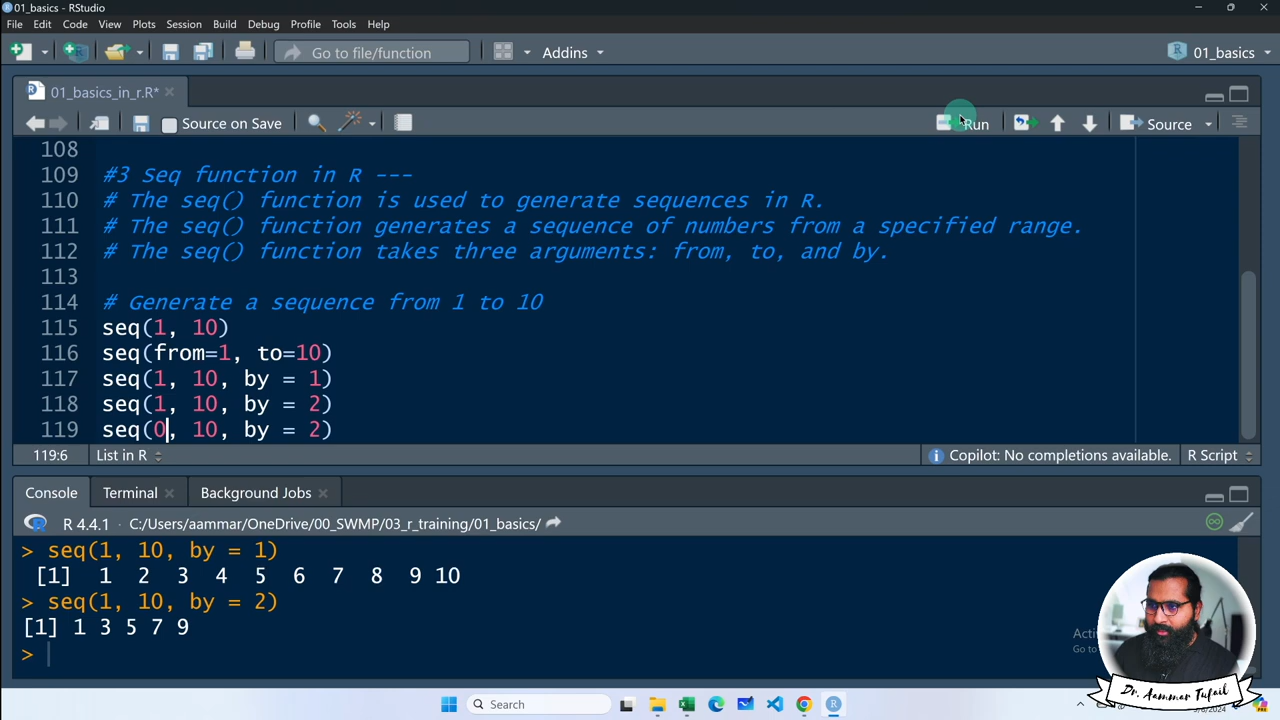 01_basics - RStudio
File Edit Code View Plots Session Build Debug Profile Tools Help
Go to file/function Addins 01_basics
01_basics_in_r.R*
Source on Save Run Source
108
109 #3 Seq function in R ---
110 # The seq() function is used to generate sequences in R.
111 # The seq() function generates a sequence of numbers from a specified range.
112 # The seq() function takes three arguments: from, to, and by.
113
114 # Generate a sequence from 1 to 10
115 seq(1, 10)
116 seq(from=1, to=10)
117 seq(1, 10, by = 1)
118 seq(1, 10, by = 2)
119 seq(0, 10, by = 2)
119:6 List in R Copilot: No completions available. R Script
Console Terminal Background Jobs
R 4.4.1 · C:/Users/aammar/OneDrive/00_SWMP/03_r_training/01_basics/
> seq(1, 10, by = 1)
[1] 1 2 3 4 5 6 7 8 9 10
> seq(1, 10, by = 2)
[1] 1 3 5 7 9
>
Go to
Dr. Aammar Tufail
Search